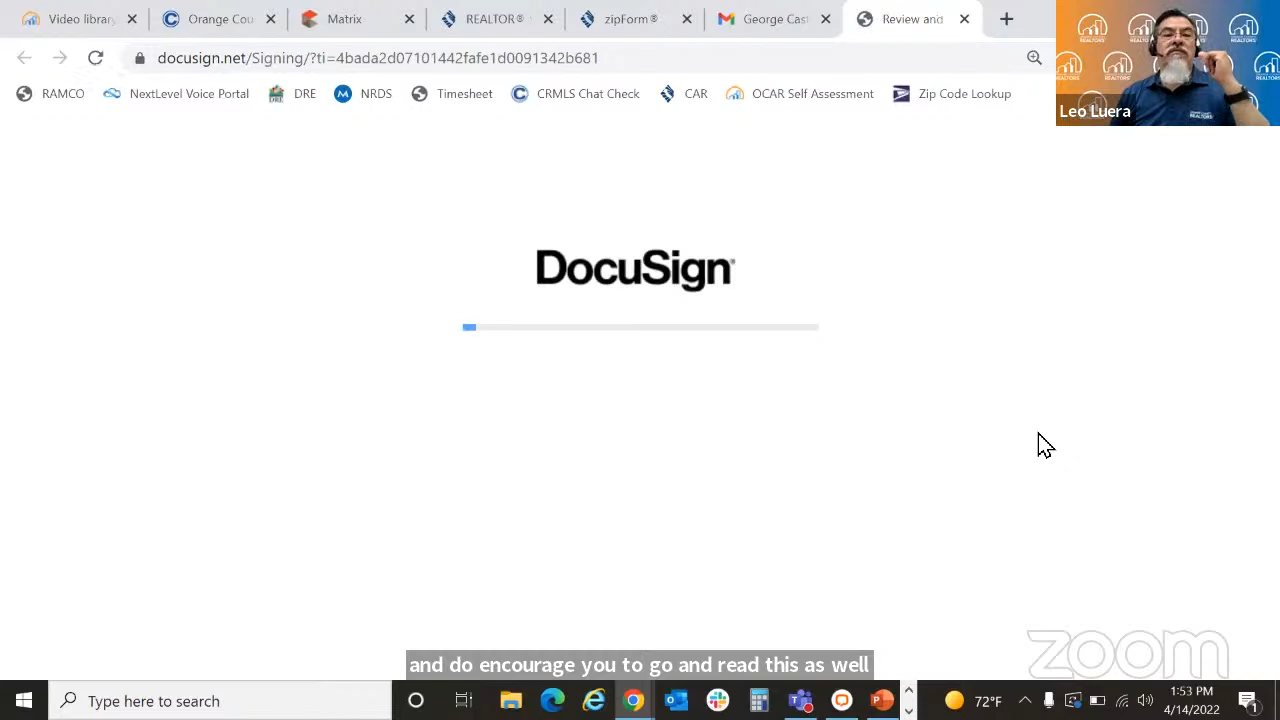 Video library
Orange Cou
Matrix
REALTOR®
zipForm®
George Cast
Review and
docusign.net/Signing/?ti=4bbda2d07101442fafe1d0091342b681
RAMCO
NextLevel Voice Portal
DRE
NRDS
Timesheet
CRMLS Chat Check
CAR
OCAR Self Assessment
Zip Code Lookup
REALTORS
Leo Luera
DocuSign
and do encourage you to go and read this as well
zoom
Type here to search
72°F
1:53 PM
4/14/2022
1